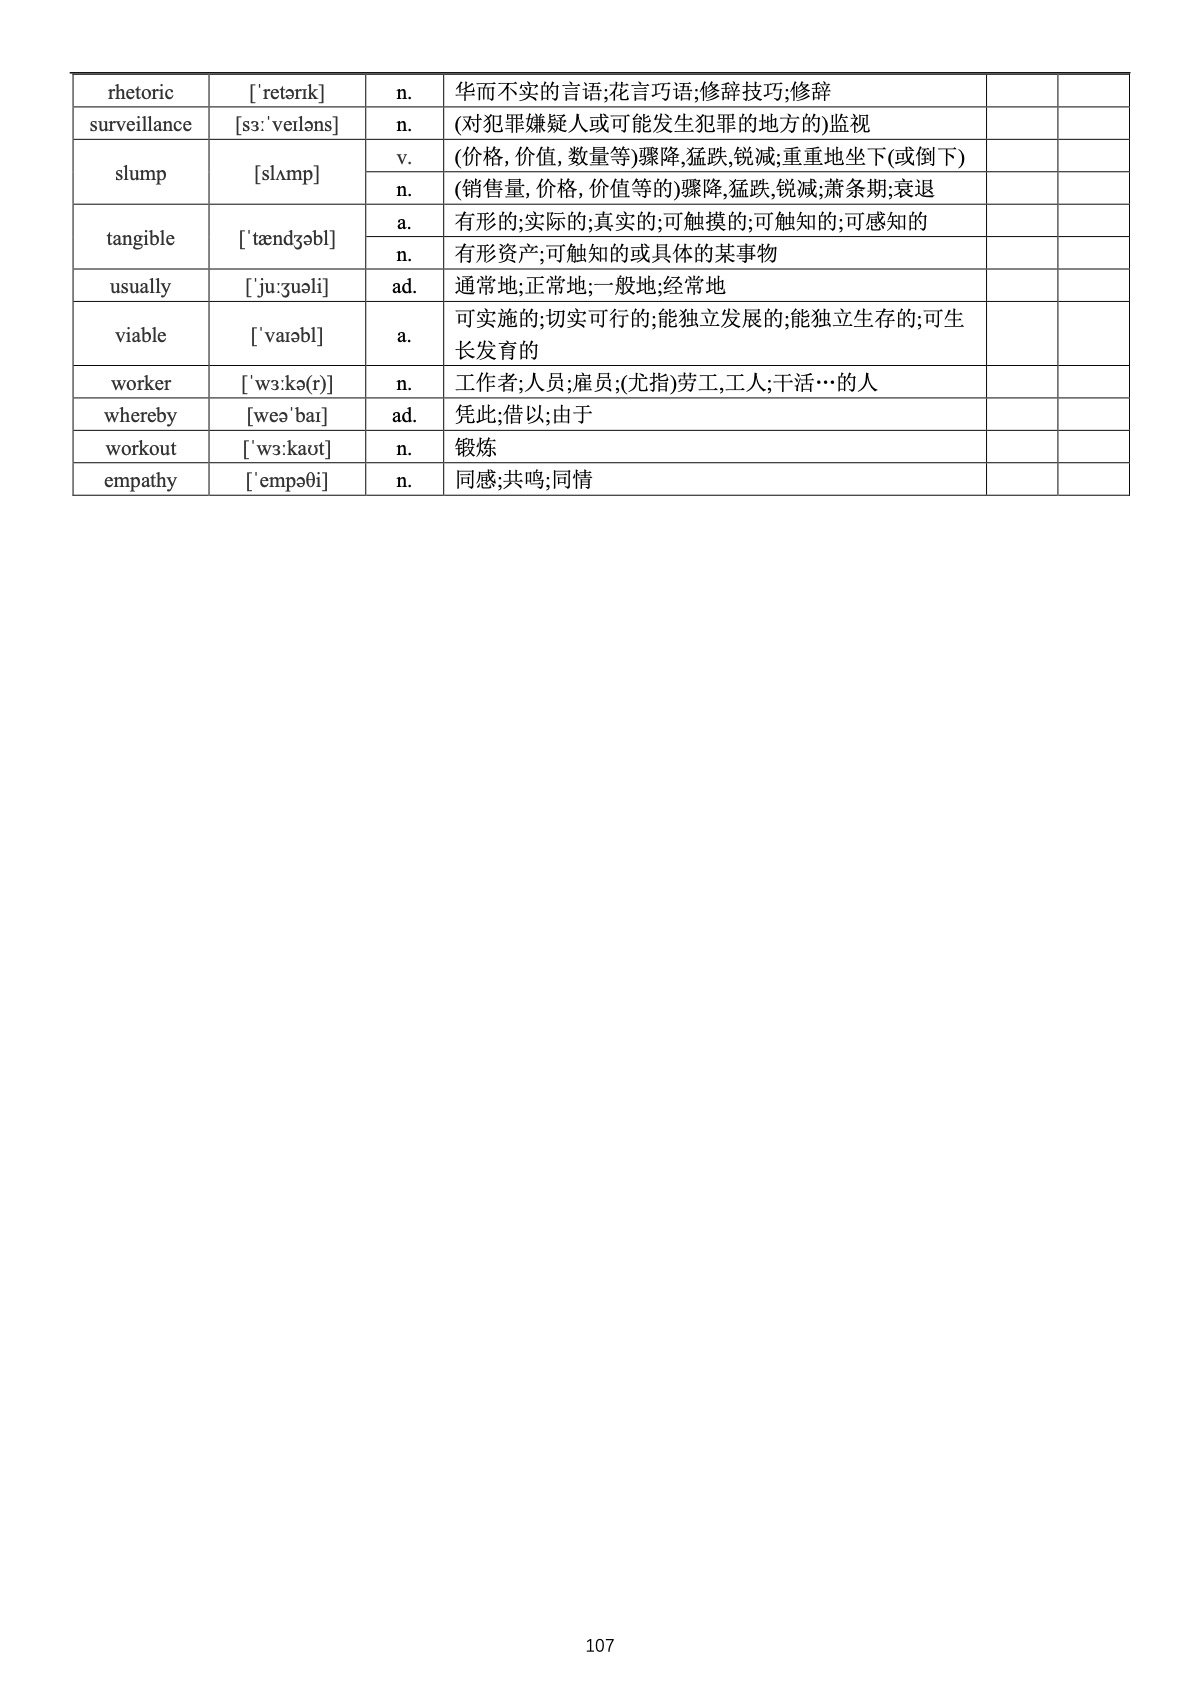 rhetoric [ˈretərɪk] n. 华而不实的言语;花言巧语;修辞技巧;修辞
surveillance [sɜːˈveɪləns] n. (对犯罪嫌疑人或可能发生犯罪的地方的)监视
slump [slʌmp] v. (价格, 价值, 数量等)骤降,猛跌,锐减;重重地坐下(或倒下)
n. (销售量, 价格, 价值等的)骤降,猛跌,锐减;萧条期;衰退
tangible [ˈtændʒəbl] a. 有形的;实际的;真实的;可触摸的;可触知的;可感知的
n. 有形资产;可触知的或具体的某事物
usually [ˈjuːʒuəli] ad. 通常地;正常地;一般地;经常地
viable [ˈvaɪəbl] a. 可实施的;切实可行的;能独立发展的;能独立生存的;可生
长发育的
worker [ˈwɜːkə(r)] n. 工作者;人员;雇员;(尤指)劳工,工人;干活…的人
whereby [weəˈbaɪ] ad. 凭此;借以;由于
workout [ˈwɜːkaʊt] n. 锻炼
empathy [ˈempəθi] n. 同感;共鸣;同情
107